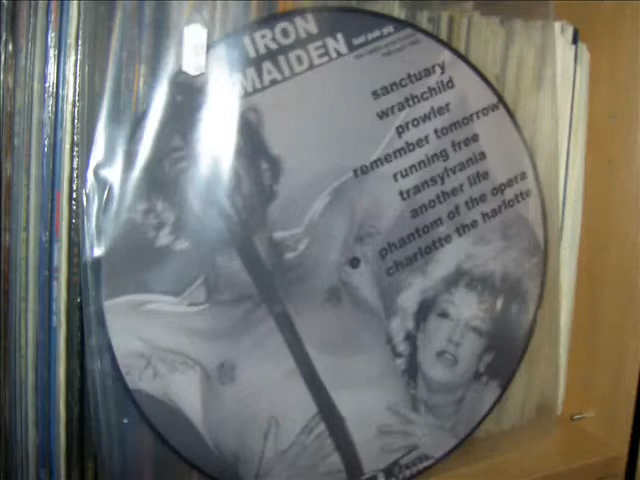 IRON
MAIDEN
sanctuary
wrathchild
prowler
remember tomorrow
running free
transylvania
another life
phantom of the opera
charlotte the harlotte